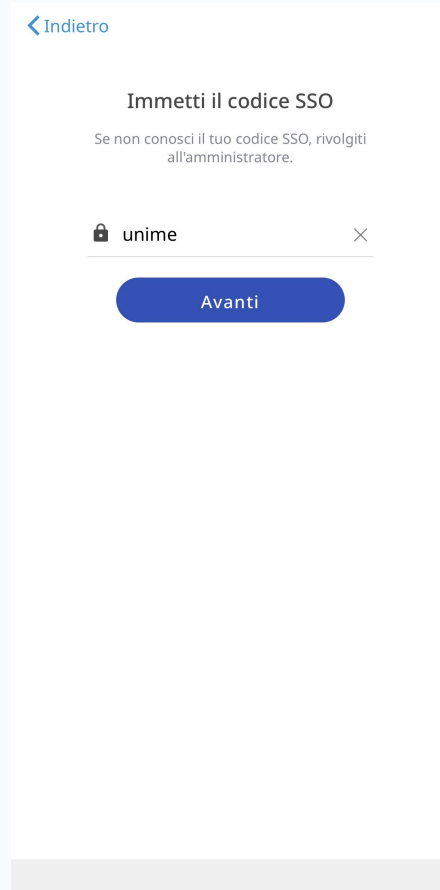 Indietro
Immetti il codice SSO
Se non conosci il tuo codice SSO, rivolgiti
all'amministratore.
unime
Avanti